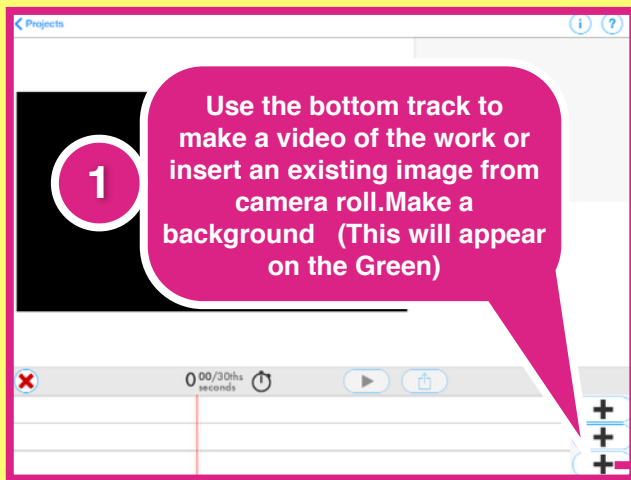 Projects
i ?
Use the bottom track to
make a video of the work or
insert an existing image from
camera roll.Make a
background (This will appear
on the Green)
1
0 00/30ths
seconds